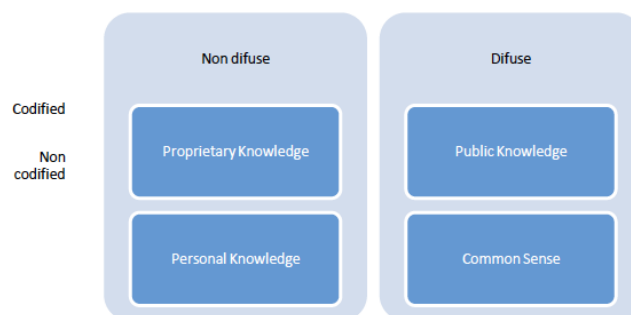 Non difuse
Difuse
Codified
Proprietary Knowledge
Public Knowledge
Non
codified
Personal Knowledge
Common Sense